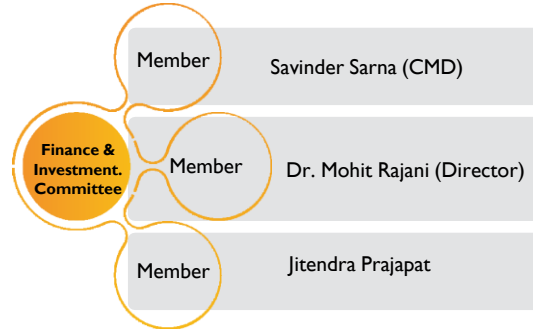 Member
Savinder Sarna (CMD)
Finance &
Investment.
Committee
Member
Dr. Mohit Rajani (Director)
Member
Jitendra Prajapat